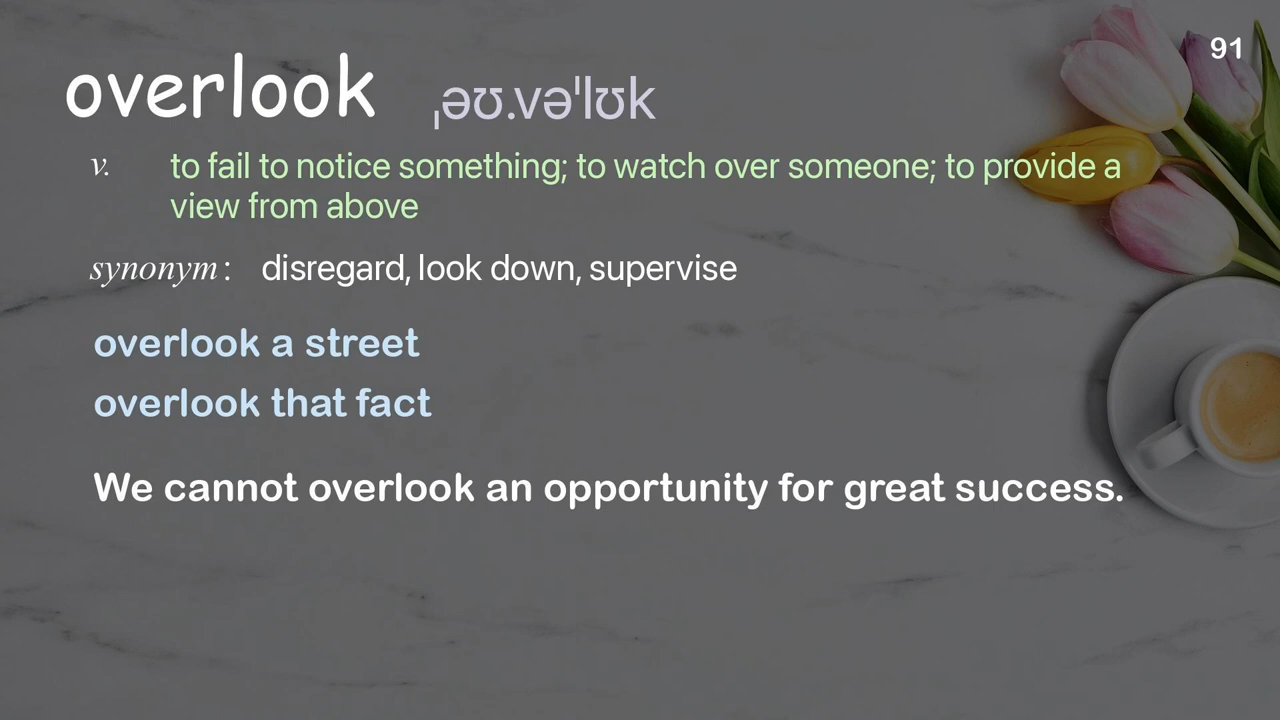 91
overlook ˌəʊ.vəˈlʊk
v. to fail to notice something; to watch over someone; to provide a
view from above
synonym: disregard, look down, supervise
overlook a street
overlook that fact
We cannot overlook an opportunity for great success.